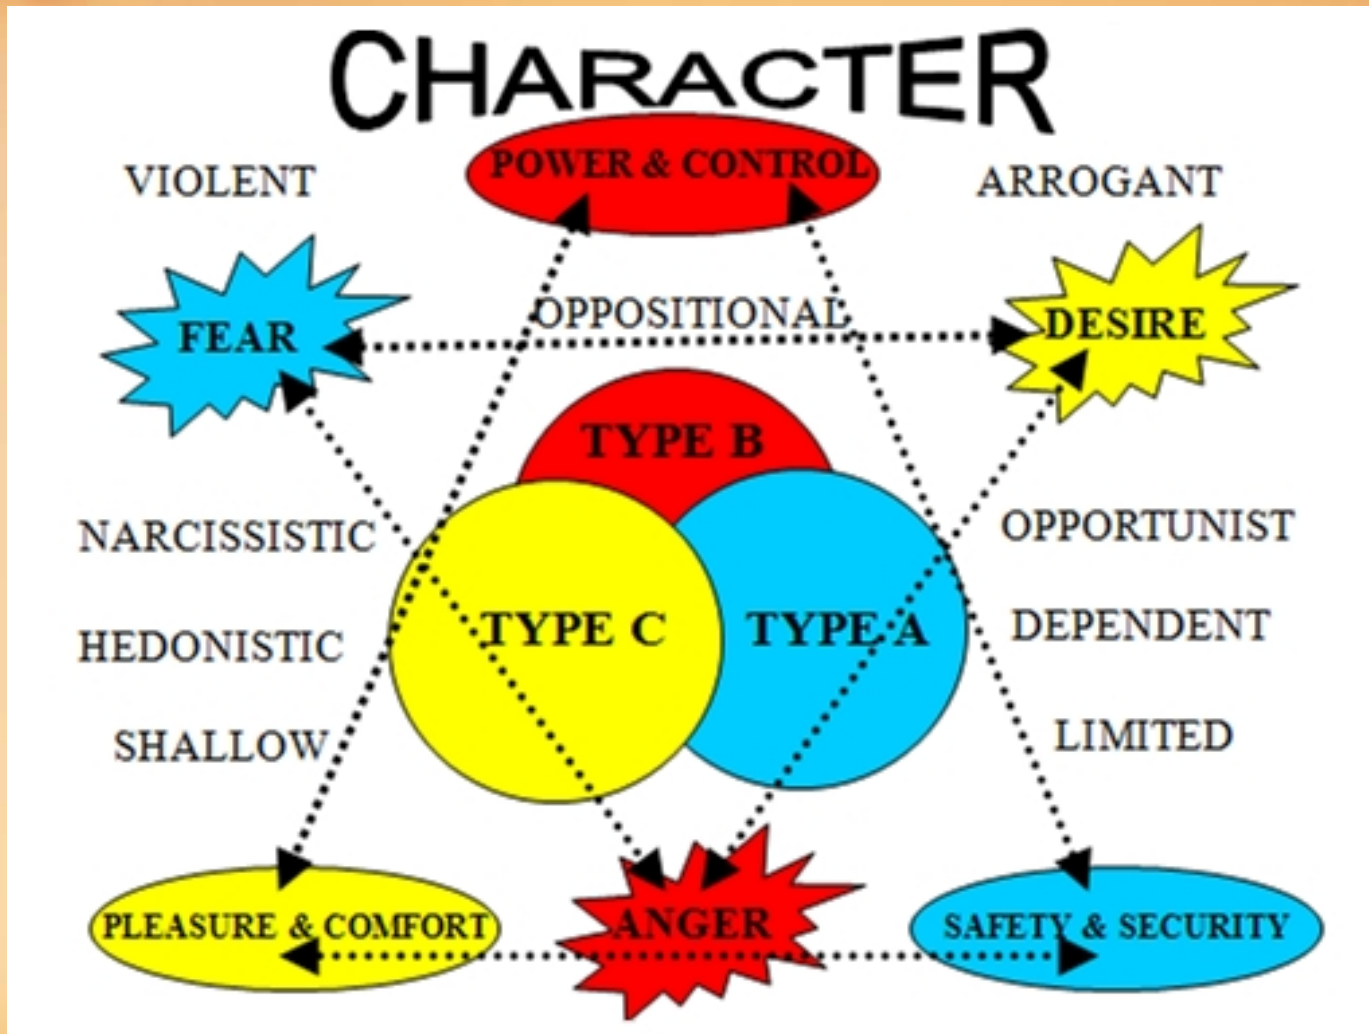 CHARACTER
POWER & CONTROL
VIOLENT
ARROGANT
OPPOSITIONAL
FEAR
DESIRE
TYPE B
NARCISSISTIC
OPPORTUNIST
TYPE C
TYPE A
DEPENDENT
HEDONISTIC
SHALLOW
LIMITED
PLEASURE & COMFORT
ANGER
SAFETY & SECURITY